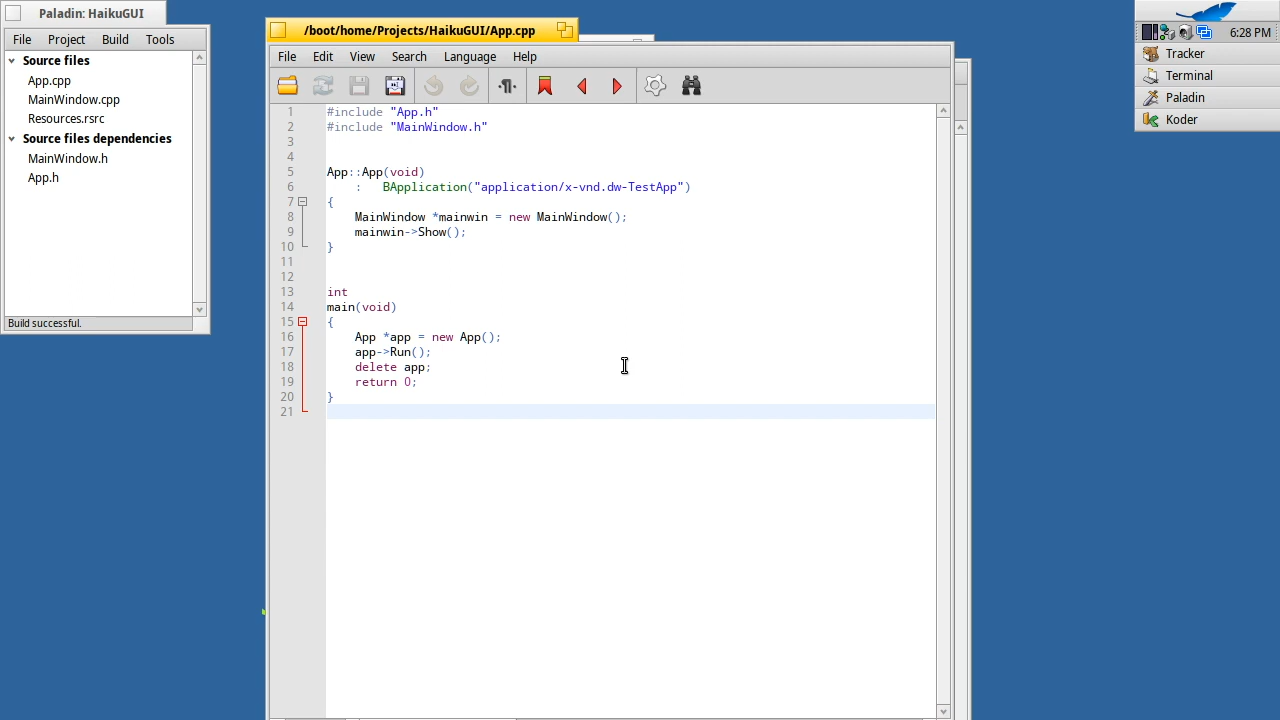 Paladin: HaikuGUI
File Project Build Tools
Source files
App.cpp
MainWindow.cpp
Resources.rsrc
Source files dependencies
MainWindow.h
App.h
Build successful.
/boot/home/Projects/HaikuGUI/App.cpp
File Edit View Search Language Help
1 #include "App.h"
2 #include "MainWindow.h"
3
4
5 App::App(void)
6 : BApplication("application/x-vnd.dw-TestApp")
7 {
8 MainWindow *mainwin = new MainWindow();
9 mainwin->Show();
10 }
11
12
13 int
14 main(void)
15 {
16 App *app = new App();
17 app->Run();
18 delete app;
19 return 0;
20 }
21
6:28 PM
Tracker
Terminal
Paladin
Koder